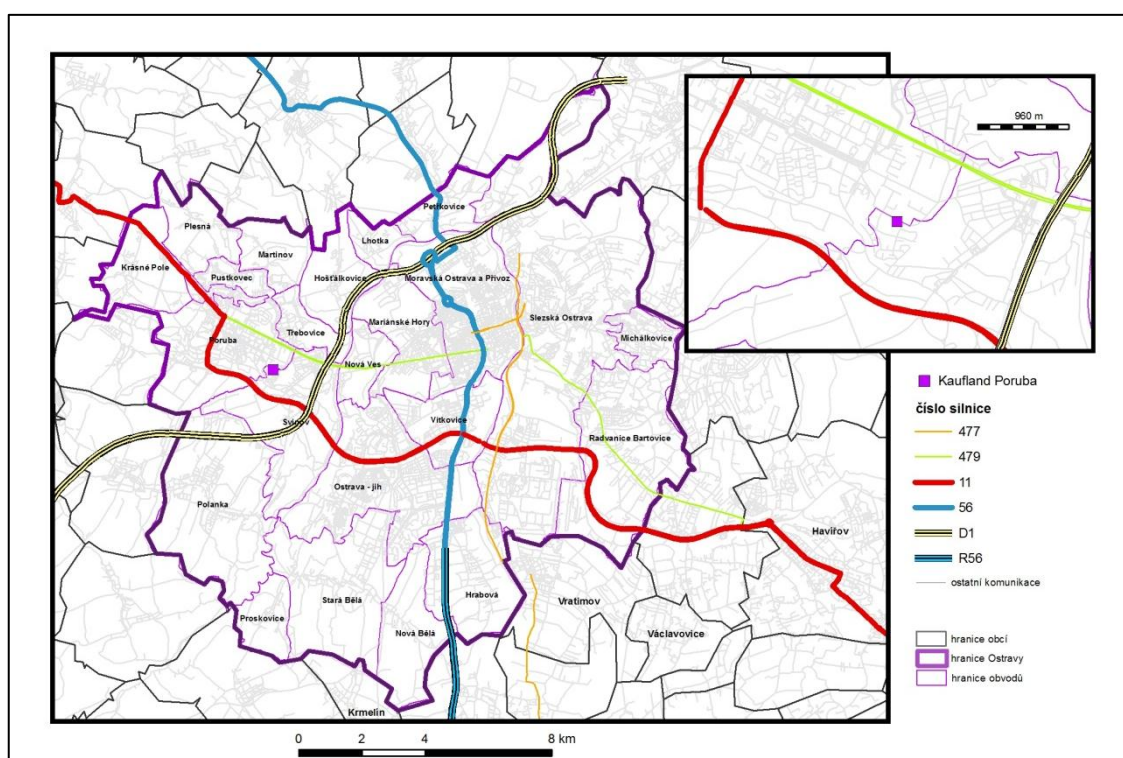 960 m
Petřkovice
Plesná
Lhotka
Martinov
Krásné Pole
Hošťálkovice
Pustkovec
Moravská Ostrava a Přívoz
Slezská Ostrava
Mariánské Hory
Třebovice
Michálkovice
Poruba
Nová Ves
Vítkovice
Svinov
Radvanice Bartovice
Ostrava - jih
Polanka
Havířov
Stará Bělá
Hrabová
Vratimov
Proskovice
Nová Bělá
Václavovice
Krmelín
Kaufland Poruba
číslo silnice
477
479
11
56
D1
R56
ostatní komunikace
hranice obcí
hranice Ostravy
hranice obvodů
0 2 4 8 km